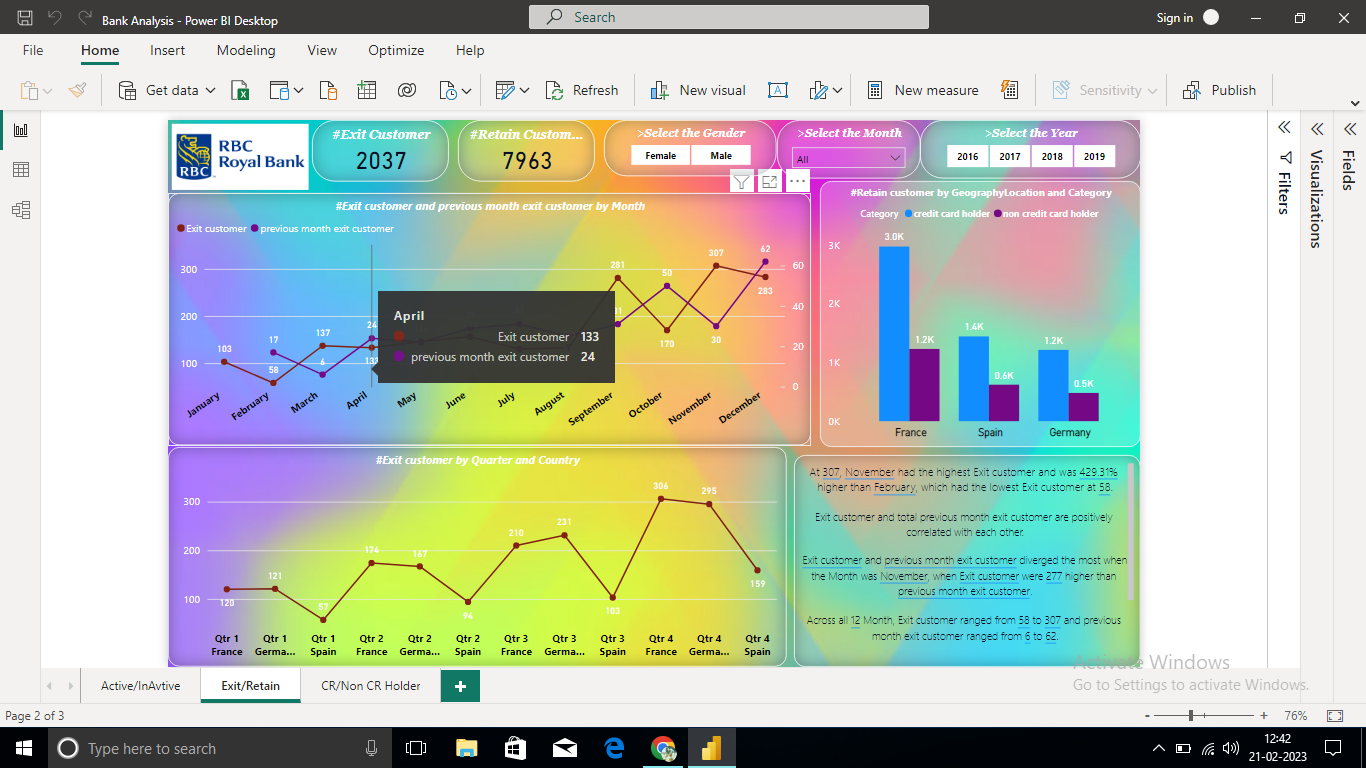 Bank Analysis - Power BI Desktop
Search
Sign in
File Home Insert Modeling View Optimize Help
Get data
Refresh
New visual
New measure
Sensitivity
Publish
RBC
RBC
Royal Bank
#Exit Customer
2037
#Retain Custom...
7963
>Select the Gender
Female Male
>Select the Month
All
>Select the Year
2016 2017 2018 2019
Filters
Visualizations
Fields
#Exit customer and previous month exit customer by Month
Exit customer previous month exit customer
300
200
100
60
40
20
0
103
17
58
137
6
24
281
50
170
307
30
62
283
April
Exit customer 133
previous month exit customer 24
January February March April May June July August September October November December
#Retain customer by GeographyLocation and Category
Category credit card holder non credit card holder
3K
2K
1K
0K
3.0K
1.2K
1.4K
0.6K
1.2K
0.5K
France Spain Germany
#Exit customer by Quarter and Country
300
200
100
120
121
57
174
167
94
210
231
103
306
295
159
Qtr 1 Qtr 1 Qtr 1 Qtr 2 Qtr 2 Qtr 2 Qtr 3 Qtr 3 Qtr 3 Qtr 4 Qtr 4 Qtr 4
France Germa... Spain France Germa... Spain France Germa... Spain France Germa... Spain
At 307, November had the highest Exit customer and was 429.31%
higher than February, which had the lowest Exit customer at 58.
Exit customer and total previous month exit customer are positively
correlated with each other.
Exit customer and previous month exit customer diverged the most when
the Month was November, when Exit customer were 277 higher than
previous month exit customer.
Across all 12 Month, Exit customer ranged from 58 to 307 and previous
month exit customer ranged from 6 to 62.
Activate Windows
Go to Settings to activate Windows.
Active/InAvtive
Exit/Retain
CR/Non CR Holder
Page 2 of 3
76%
Type here to search
12:42
21-02-2023